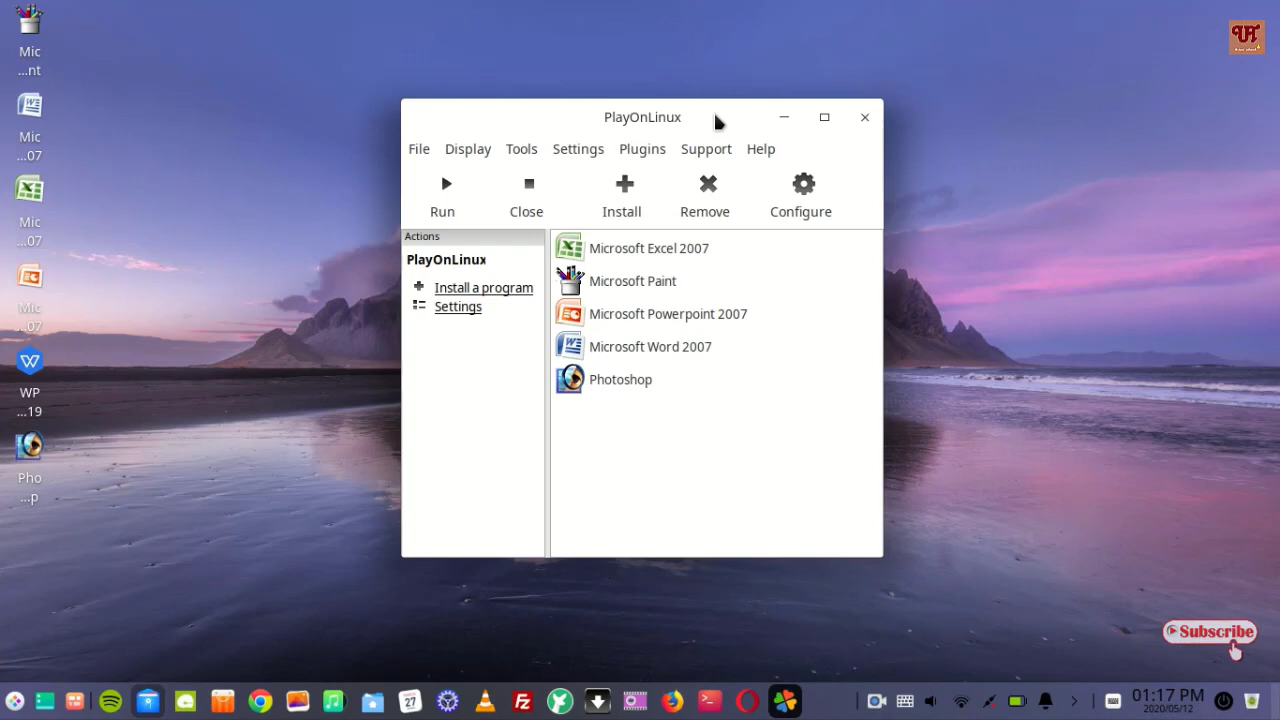 Mic
...nt
Mic
...07
Mic
...07
Mic
...07
WP
...19
Pho
...p
PlayOnLinux
File Display Tools Settings Plugins Support Help
Run Close Install Remove Configure
Actions
PlayOnLinux
Install a program
Settings
Microsoft Excel 2007
Microsoft Paint
Microsoft Powerpoint 2007
Microsoft Word 2007
Photoshop
UT
Subscribe
27
01:17 PM
2020/05/12